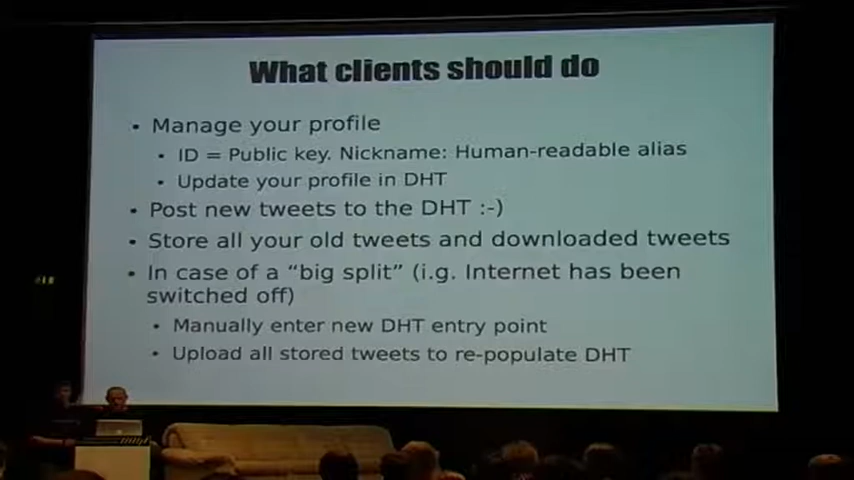 What clients should do
• Manage your profile
• ID = Public key. Nickname: Human-readable alias
• Update your profile in DHT
• Post new tweets to the DHT :-)
• Store all your old tweets and downloaded tweets
• In case of a “big split” (i.g. Internet has been
switched off)
• Manually enter new DHT entry point
• Upload all stored tweets to re-populate DHT